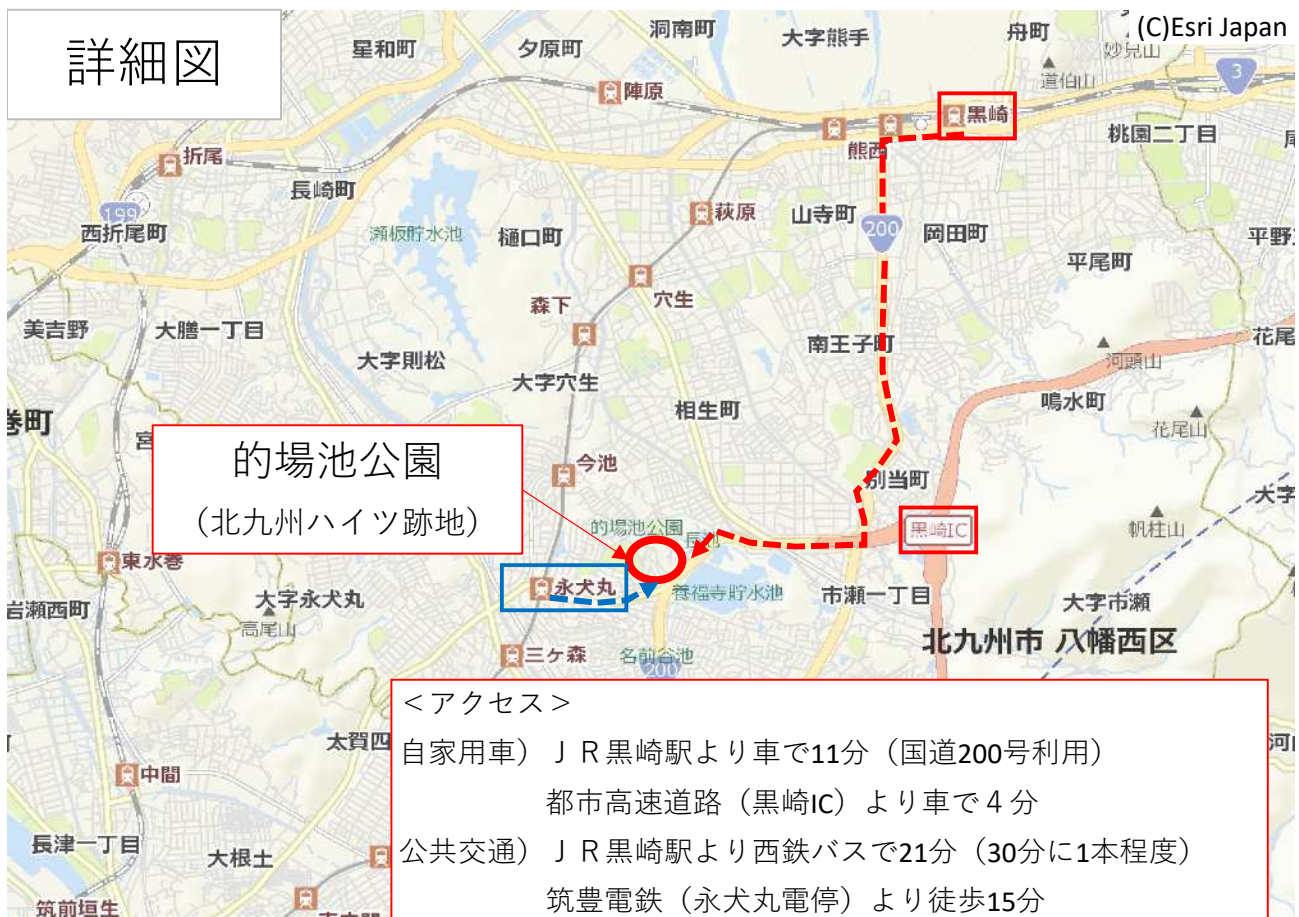 詳細図
(C)Esri Japan
洞南町
舟町
星和町
夕原町
大字熊手
妙見山
道伯山
3
陣原
黒崎
桃園二丁目
熊西
折尾
長崎町
199
萩原
山寺町
200
岡田町
西折尾町
瀬板貯水池
樋口町
平尾町
穴生
森下
美吉野
大膳一丁目
大字則松
南王子町
花尾
河頭山
大字穴生
鳴水町
相生町
花尾山
的場池公園
(北九州ハイツ跡地)
今池
別当町
的場池公園
長池
黒崎IC
帆柱山
東水巻
永犬丸
養福寺貯水池
市瀬一丁目
岩瀬西町
大字永犬丸
大字市瀬
高尾山
北九州市 八幡西区
三ケ森
名前谷池
200
<アクセス>
太賀四
自家用車) JR黒崎駅より車で11分(国道200号利用)
中間
都市高速道路(黒崎IC)より車で4分
長津一丁目
大根土
公共交通) JR黒崎駅より西鉄バスで21分(30分に1本程度)
筑豊電鉄(永犬丸電停)より徒歩15分
筑前垣生